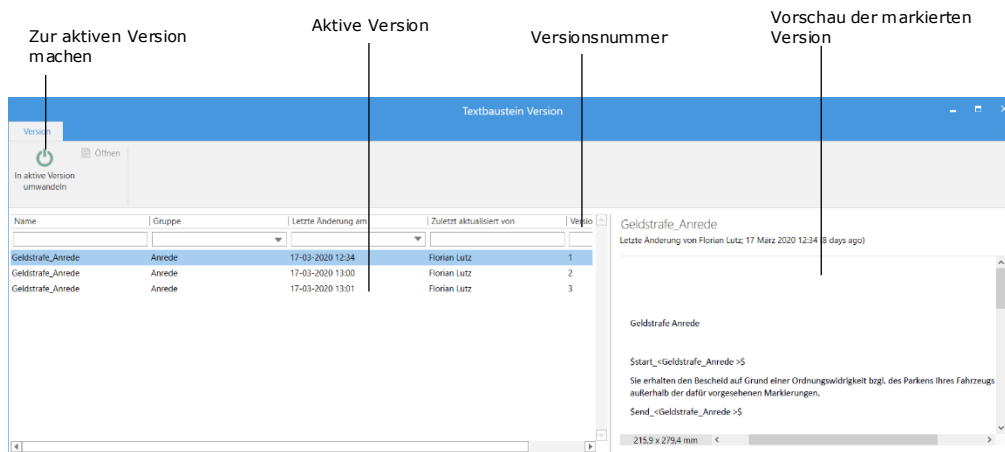 Zur aktiven Version
machen
Aktive Version
Versionsnummer
Vorschau der markierten
Version
Textbaustein Version
Version
Öffnen
In aktive Version
umwandeln
Name Gruppe Letzte Änderung am Zuletzt aktualisiert von Versio
Geldstrafe_Anrede Anrede 17-03-2020 12:34 Florian Lutz 1
Geldstrafe_Anrede Anrede 17-03-2020 13:00 Florian Lutz 2
Geldstrafe_Anrede Anrede 17-03-2020 13:01 Florian Lutz 3
Geldstrafe_Anrede
Letzte Änderung von Florian Lutz; 17 März 2020 12:34 (8 days ago)
Geldstrafe Anrede
$start_<Geldstrafe_Anrede >$
Sie erhalten den Bescheid auf Grund einer Ordnungswidrigkeit bzgl. des Parkens Ihres Fahrzeugs
außerhalb der dafür vorgesehenen Markierungen.
$end_<Geldstrafe_Anrede >$
215,9 x 279,4 mm